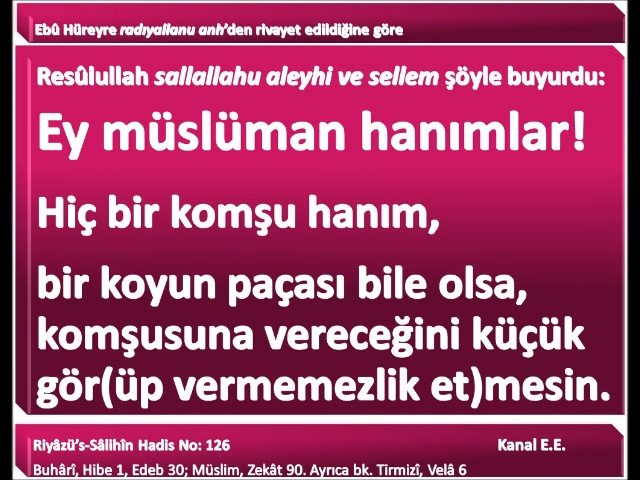 Ebû Hüreyre radıyallanu anh'den rivayet edildiğine göre
Resûlullah sallallahu aleyhi ve sellem şöyle buyurdu:
Ey müslüman hanımlar!
Hiç bir komşu hanım,
bir koyun paçası bile olsa,
komşusuna vereceğini küçük
gör(üp vermemezlik et)mesin.
Riyâzü's-Sâlihîn Hadis No: 126 Kanal E.E.
Buhârî, Hibe 1, Edeb 30; Müslim, Zekât 90. Ayrıca bk. Tirmizî, Velâ 6